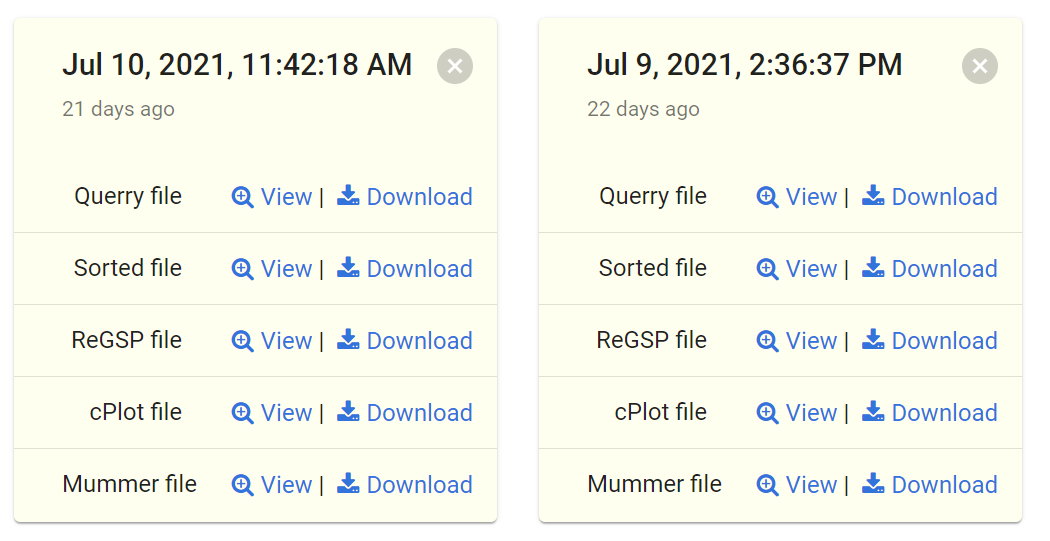 Jul 10, 2021, 11:42:18 AM
21 days ago
Querry file View | Download
Sorted file View | Download
ReGSP file View | Download
cPlot file View | Download
Mummer file View | Download
Jul 9, 2021, 2:36:37 PM
22 days ago
Querry file View | Download
Sorted file View | Download
ReGSP file View | Download
cPlot file View | Download
Mummer file View | Download